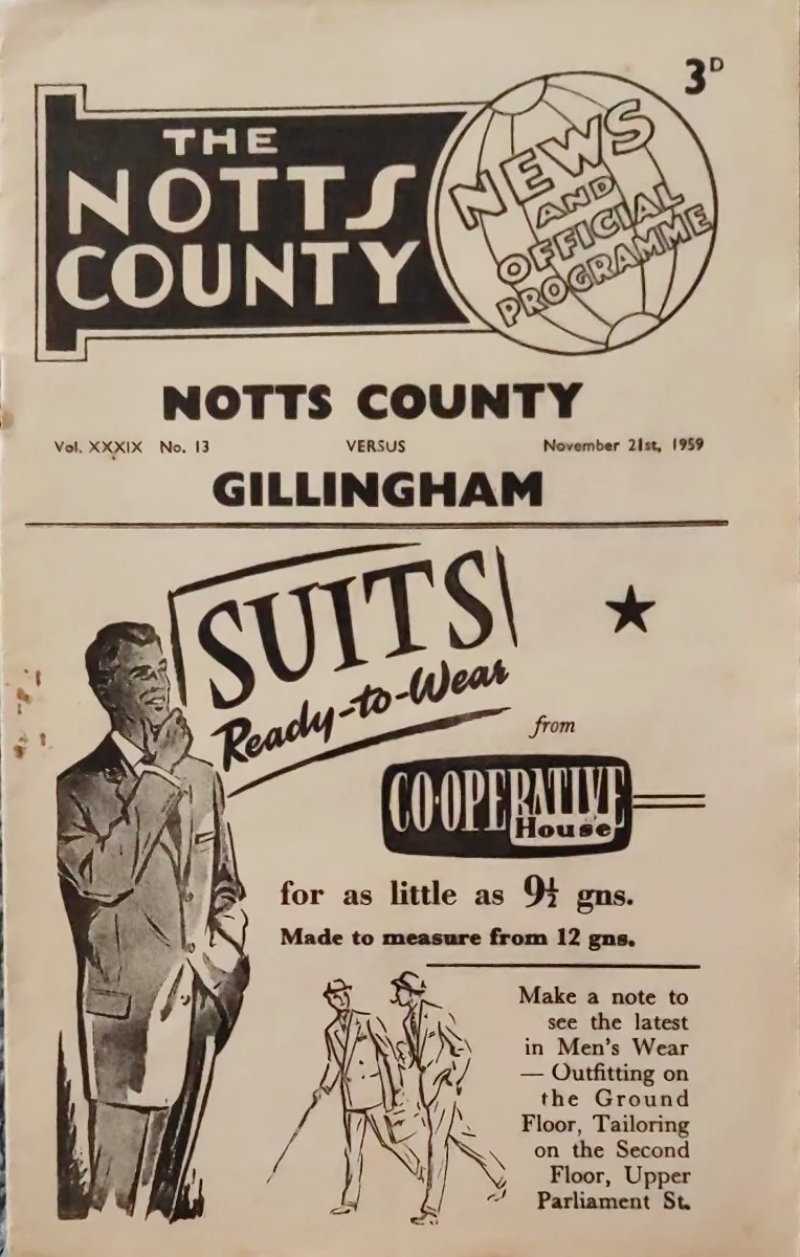 3D
THE
NOTTS
COUNTY
NEWS
AND
OFFICIAL
PROGRAMME
NOTTS COUNTY
Vol. XXXIX No. 13 VERSUS November 21st, 1959
GILLINGHAM
SUITS
Ready-to-Wear
from
CO-OPERATIVE
House
for as little as 9½ gns.
Made to measure from 12 gns.
Make a note to
see the latest
in Men's Wear
— Outfitting on
the Ground
Floor, Tailoring
on the Second
Floor, Upper
Parliament St.